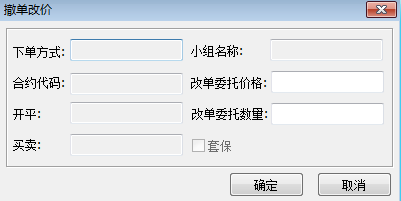 撤单改价
下单方式: 小组名称:
合约代码: 改单委托价格:
开平: 改单委托数量:
买卖: 套保
确定 取消